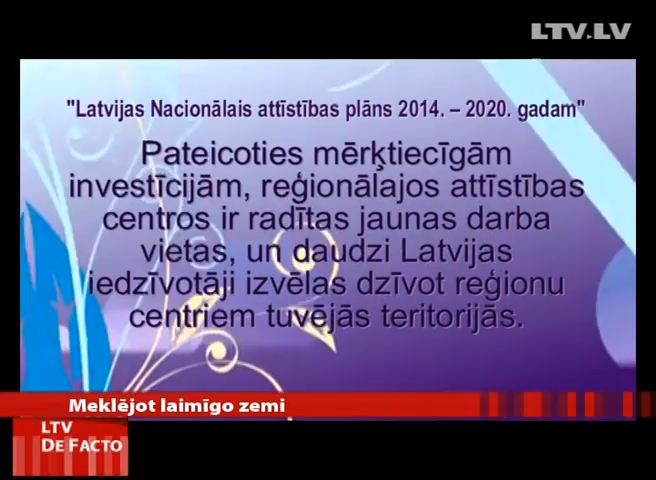 LTV.LV
"Latvijas Nacionālais attīstības plāns 2014. – 2020. gadam"
Pateicoties mērķtiecīgām
investīcijām, reģionālajos attīstības
centros ir radītas jaunas darba
vietas, un daudzi Latvijas
iedzīvotāji izvēlas dzīvot reģionu
centriem tuvējās teritorijās.
Meklējot laimīgo zemi
LTV
DE FACTO